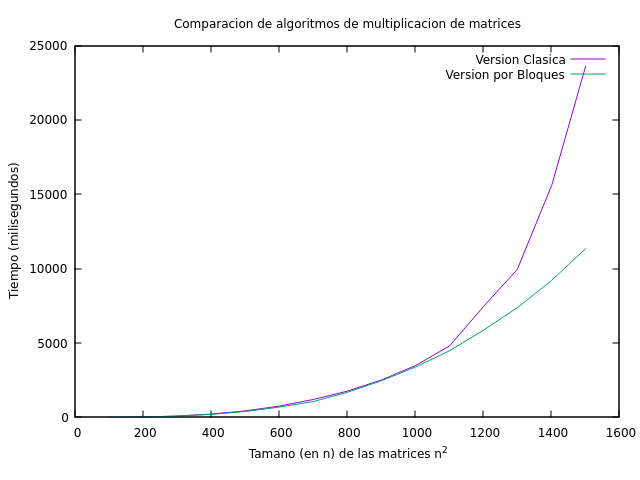 Comparacion de algoritmos de multiplicacion de matrices
25000
20000
15000
10000
5000
0
Tiempo (milisegundos)
Version Clasica
Version por Bloques
0 200 400 600 800 1000 1200 1400 1600
Tamano (en n) de las matrices n²